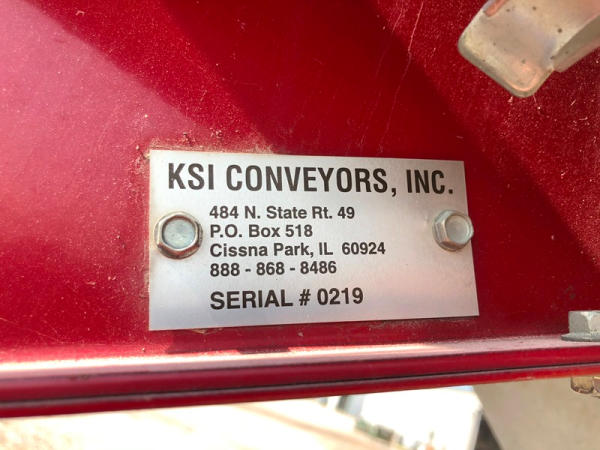 KSI CONVEYORS, INC.
484 N. State Rt. 49
P.O. Box 518
Cissna Park, IL 60924
888 - 868 - 8486
SERIAL # 0219